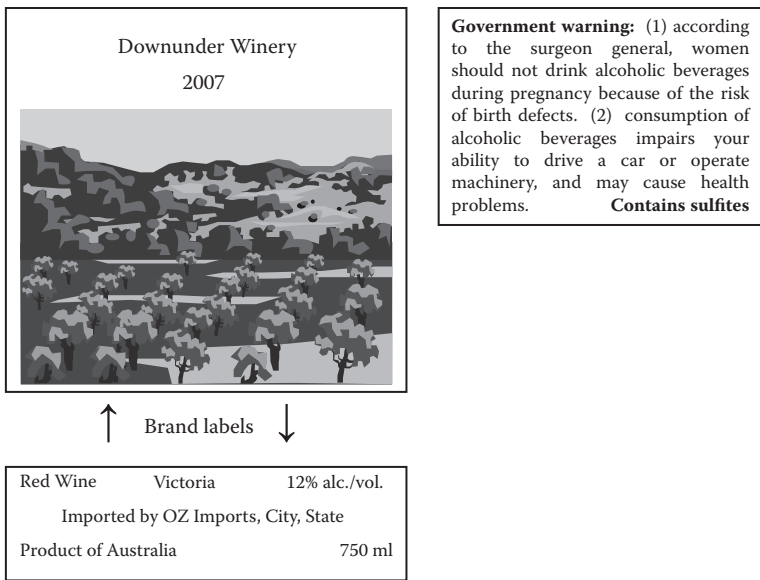 Downunder Winery
2007
Government warning: (1) according
to the surgeon general, women
should not drink alcoholic beverages
during pregnancy because of the risk
of birth defects. (2) consumption of
alcoholic beverages impairs your
ability to drive a car or operate
machinery, and may cause health
problems. Contains sulfites
↑ Brand labels ↓
Red Wine Victoria 12% alc./vol.
Imported by OZ Imports, City, State
Product of Australia 750 ml